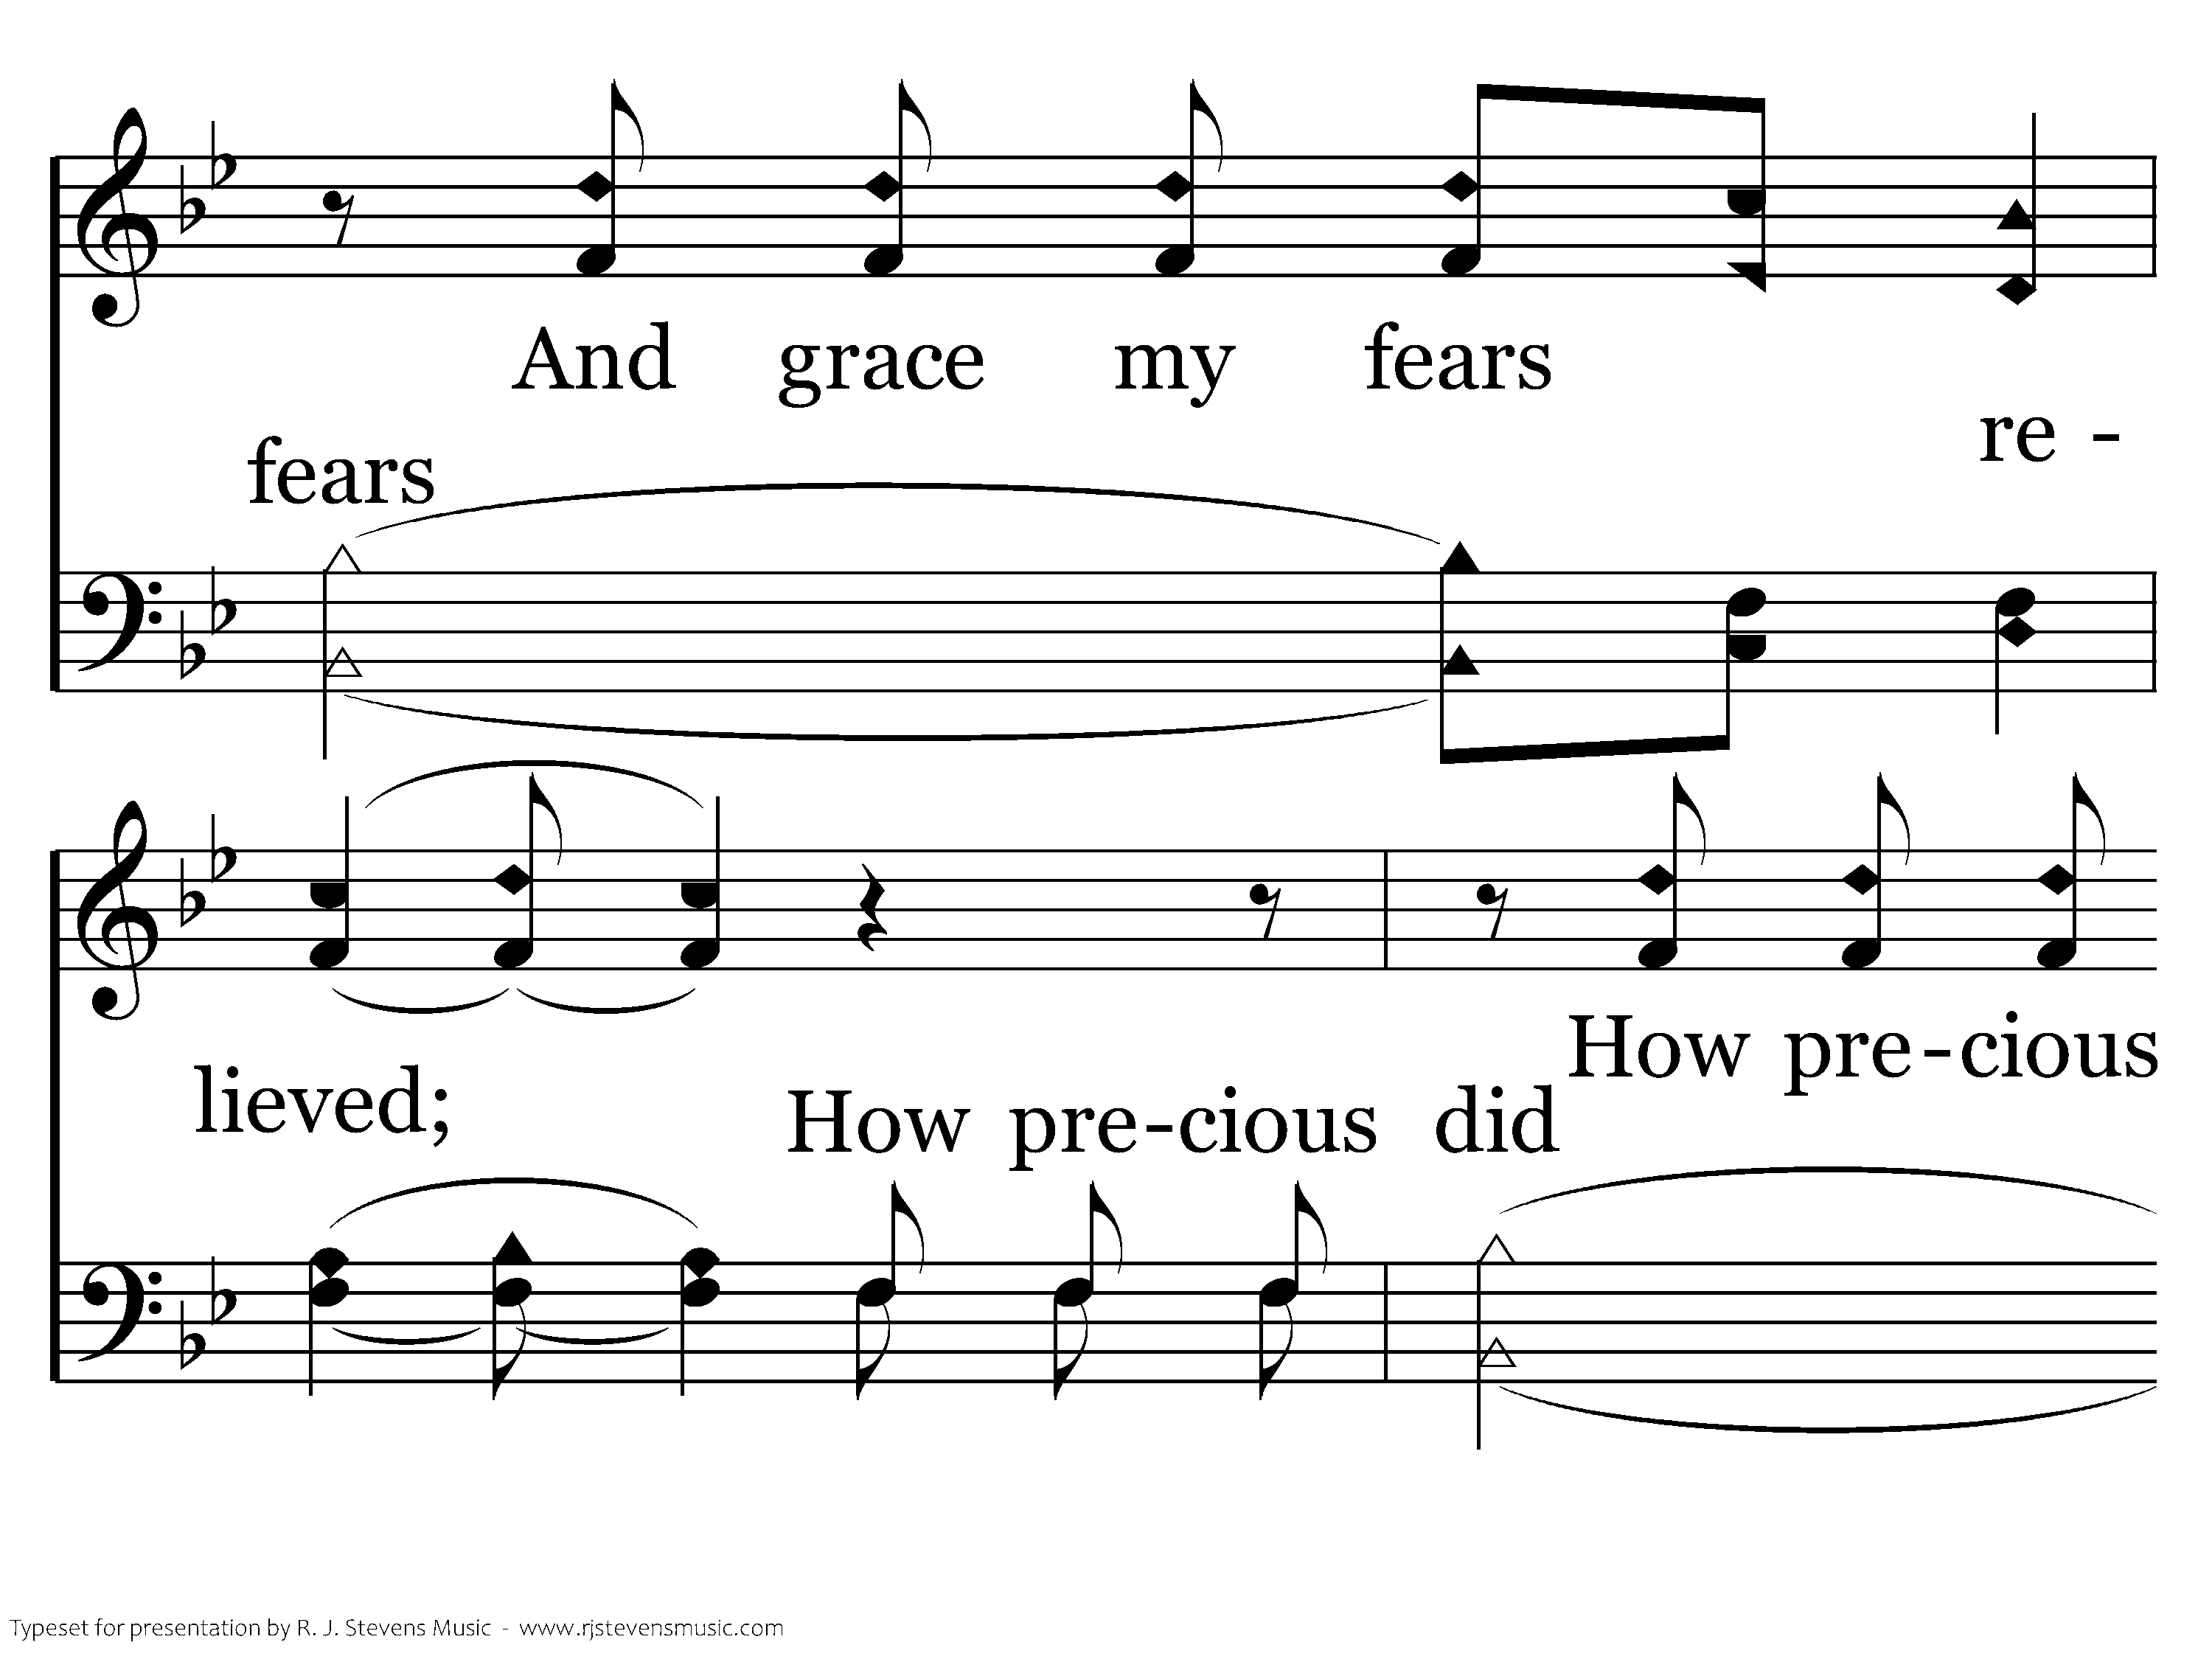 And grace my fears
re -
fears
How pre-cious
lieved;
How pre-cious did
Typeset for presentation by R. J. Stevens Music - www.rjstevensmusic.com